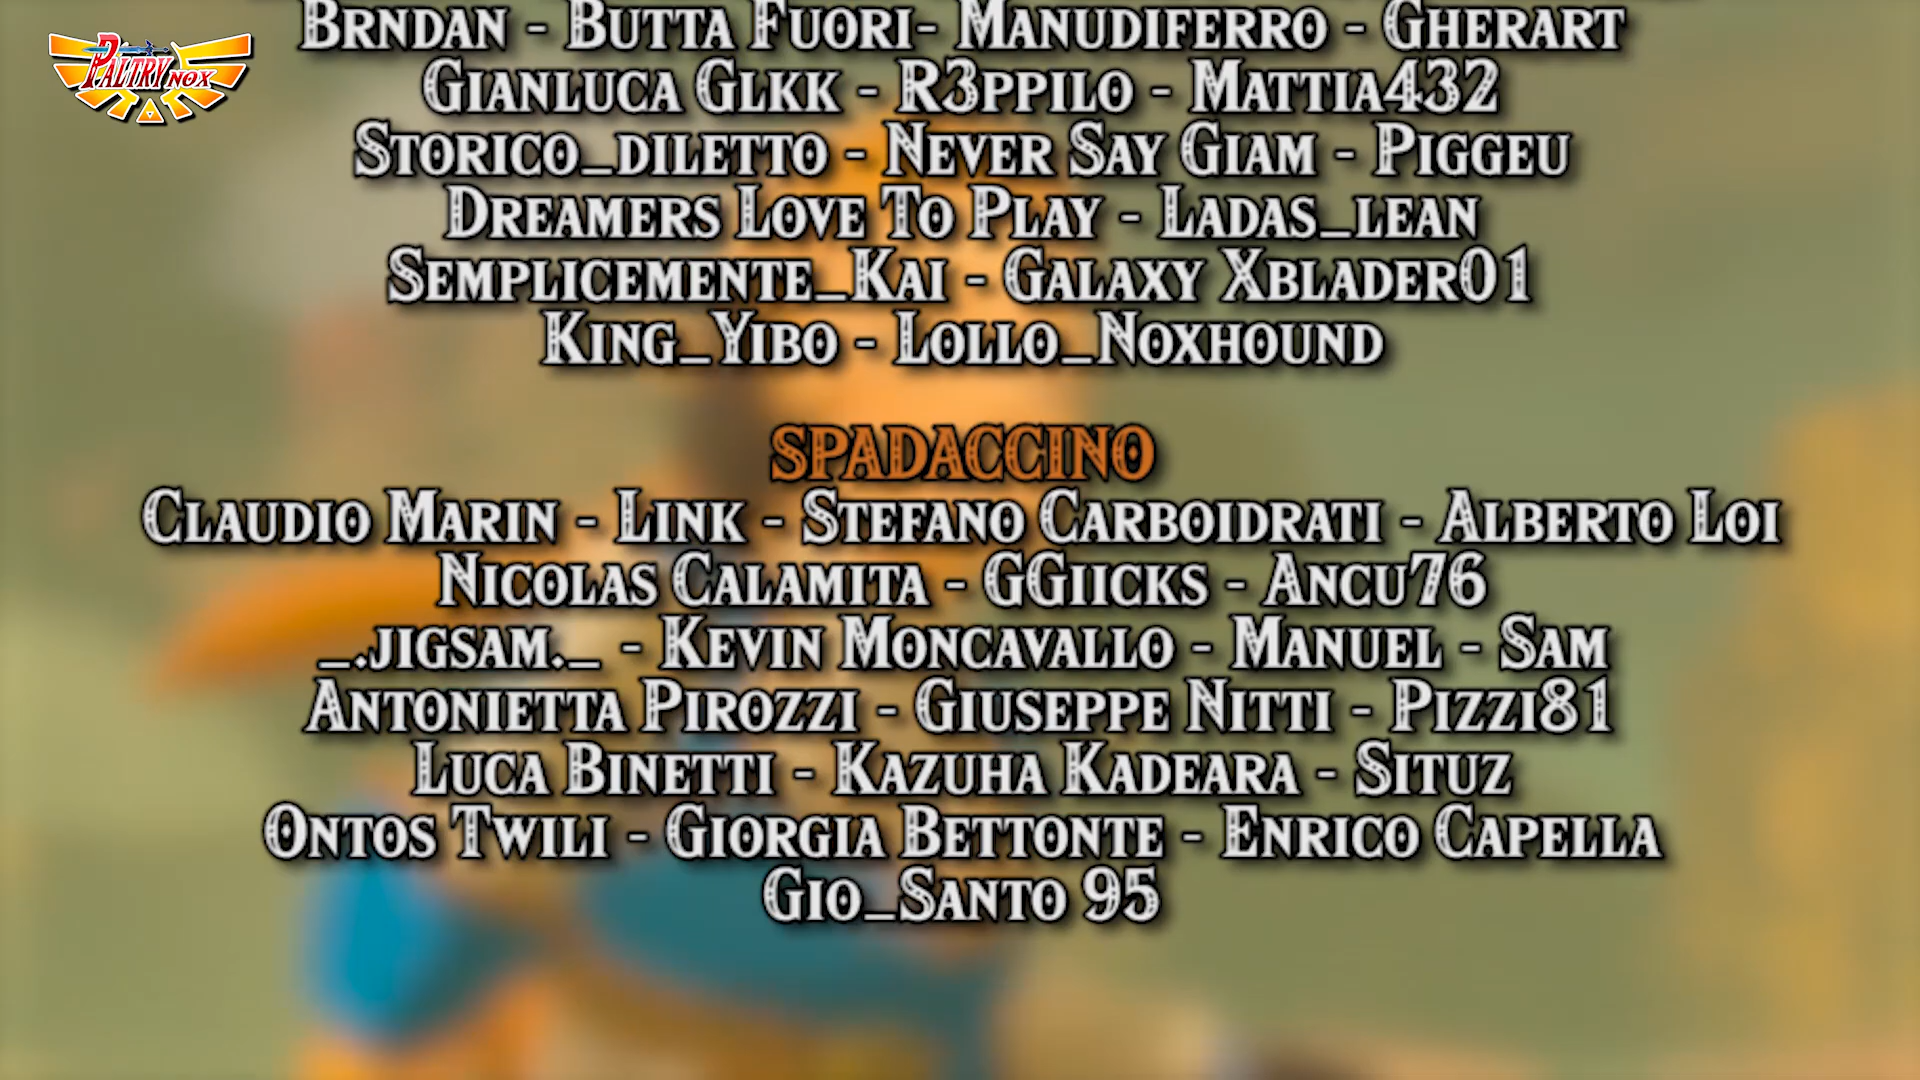 Paltry nox
Brndan - Butta Fuori- Manudiferro - Gherart
Gianluca Glkk - R3ppilo - Mattia432
Storico_diletto - Never Say Giam - Piggeu
Dreamers Love To Play - Ladas_lean
Semplicemente_Kai - Galaxy Xblader01
King_Yibo - Lollo_Noxhound
SPADACCINO
Claudio Marin - Link - Stefano Carboidrati - Alberto Loi
Nicolas Calamita - GGiicks - Ancu76
_.jigsam._ - Kevin Moncavallo - Manuel - Sam
Antonietta Pirozzi - Giuseppe Nitti - Pizzi81
Luca Binetti - Kazuha Kadeara - Situz
Ontos Twili - Giorgia Bettonte - Enrico Capella
Gio_Santo 95